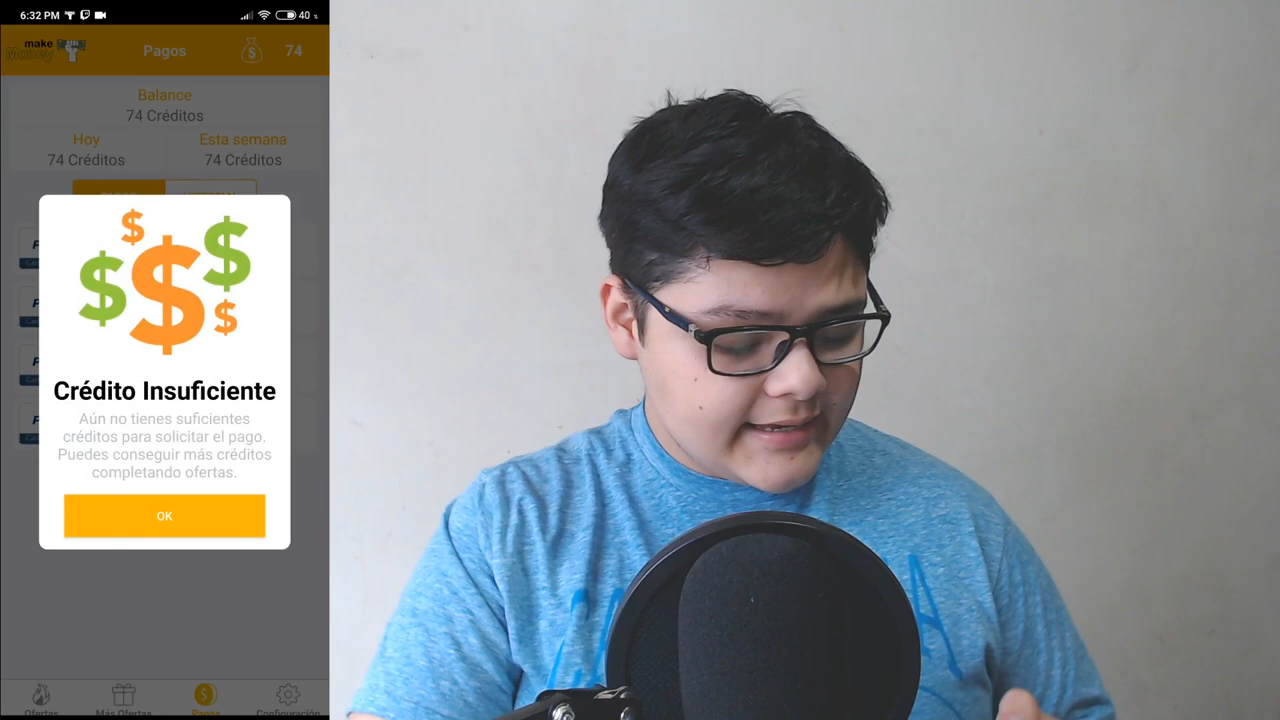 6:32 PM
40
make
Money
Pagos
74
Balance
74 Créditos
Hoy
Esta semana
74 Créditos
74 Créditos
Crédito Insuficiente
Aún no tienes suficientes
créditos para solicitar el pago.
Puedes conseguir más créditos
completando ofertas.
OK
Ofertas
Más Ofertas
Pagos
Configuración